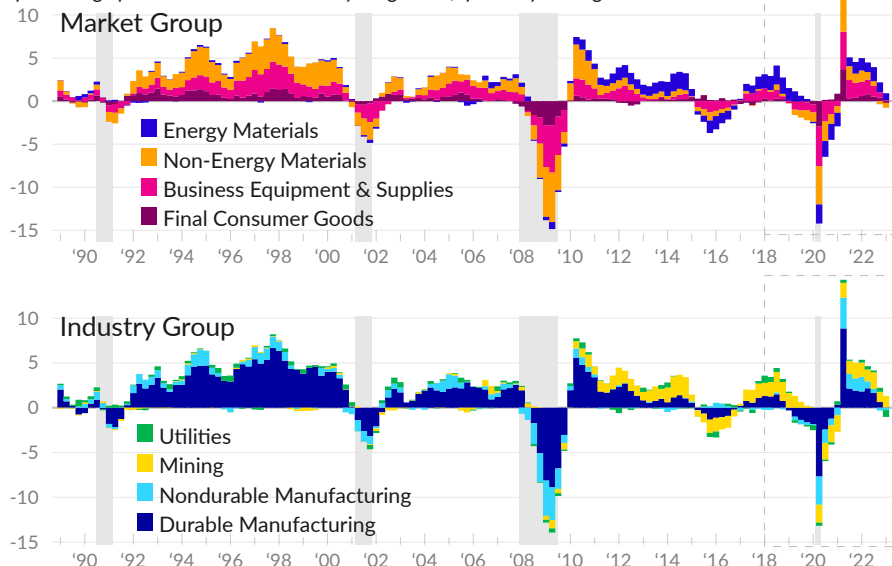 10
Market Group
5
0
-5
-10
-15
Energy Materials
Non-Energy Materials
Business Equipment & Supplies
Final Consumer Goods
‘90 ‘92 ‘94 ‘96 ‘98 ‘00 ‘02 ‘04 ‘06 ‘08 ‘10 ‘12 ‘14 ‘16 ‘18 ‘20 ‘22
10
Industry Group
5
0
-5
-10
-15
Utilities
Mining
Nondurable Manufacturing
Durable Manufacturing
‘90 ‘92 ‘94 ‘96 ‘98 ‘00 ‘02 ‘04 ‘06 ‘08 ‘10 ‘12 ‘14 ‘16 ‘18 ‘20 ‘22